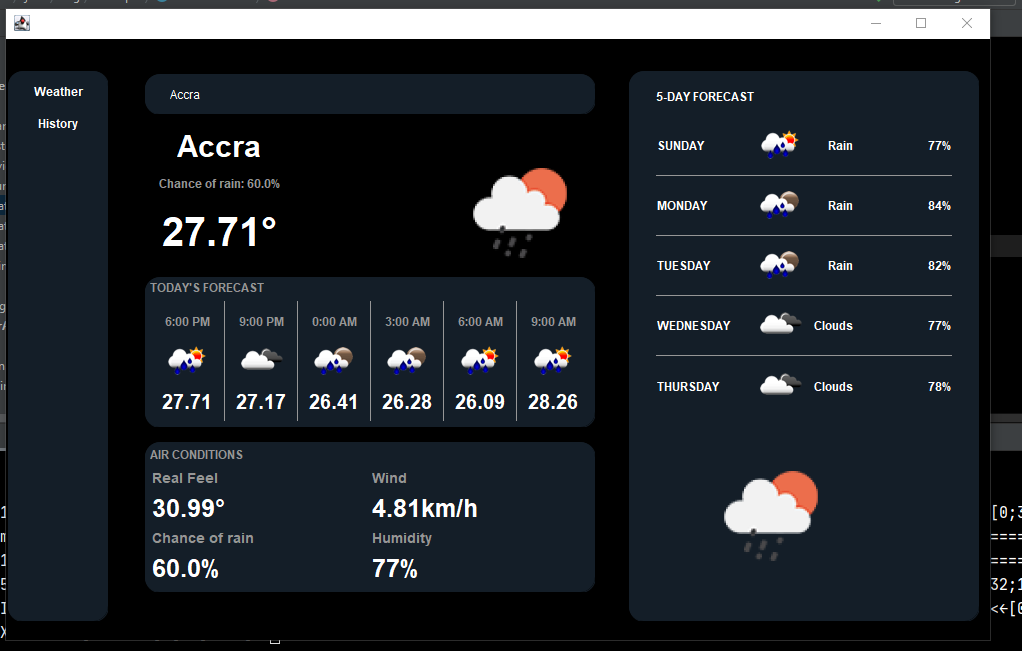 Weather
History
Accra
Accra
Chance of rain: 60.0%
27.71°
TODAY'S FORECAST
6:00 PM 9:00 PM 0:00 AM 3:00 AM 6:00 AM 9:00 AM
27.71 27.17 26.41 26.28 26.09 28.26
AIR CONDITIONS
Real Feel Wind
30.99° 4.81km/h
Chance of rain Humidity
60.0% 77%
5-DAY FORECAST
SUNDAY Rain 77%
MONDAY Rain 84%
TUESDAY Rain 82%
WEDNESDAY Clouds 77%
THURSDAY Clouds 78%